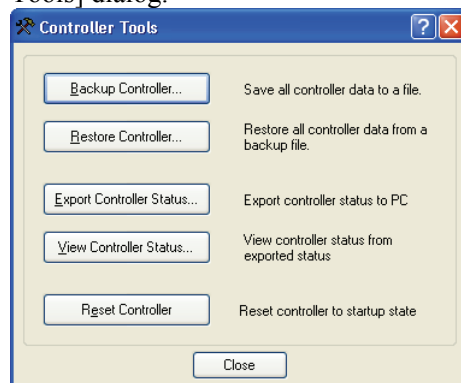 Tools] dialog.
Controller Tools
Backup Controller...
Save all controller data to a file.
Restore Controller...
Restore all controller data from a
backup file.
Export Controller Status...
Export controller status to PC
View Controller Status...
View controller status from
exported status
Reset Controller
Reset controller to startup state
Close